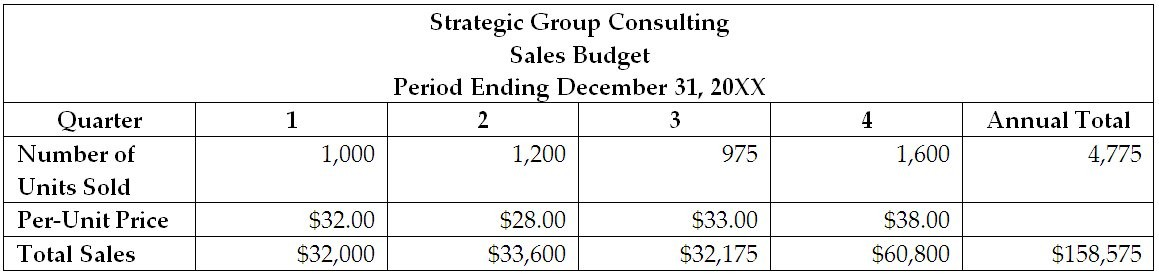 Strategic Group Consulting
Sales Budget
Period Ending December 31, 20XX
Quarter 1 2 3 4 Annual Total
Number of 1,000 1,200 975 1,600 4,775
Units Sold
Per-Unit Price $32.00 $28.00 $33.00 $38.00
Total Sales $32,000 $33,600 $32,175 $60,800 $158,575